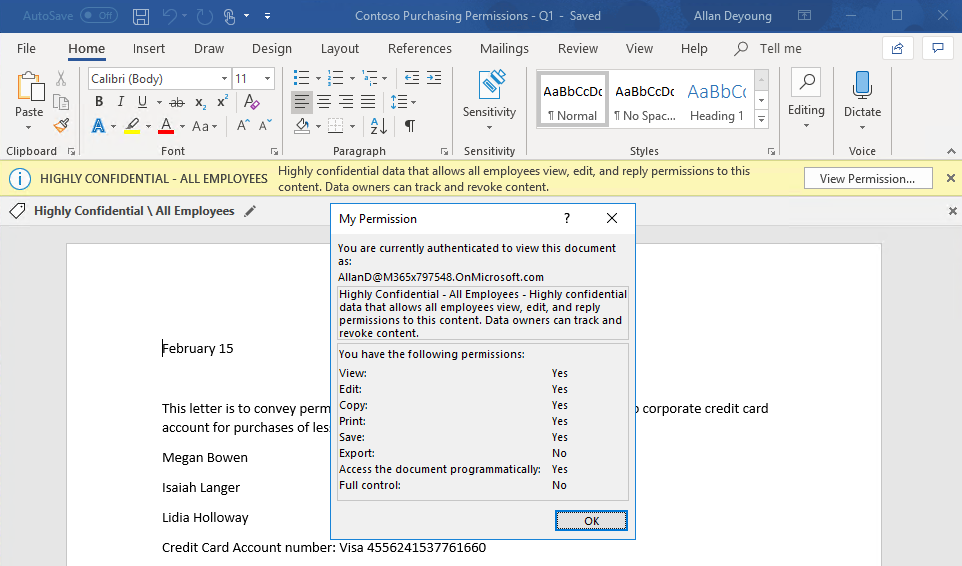 AutoSave Off Contoso Purchasing Permissions - Q1 - Saved Allan Deyoung
File Home Insert Draw Design Layout References Mailings Review View Help Tell me
Calibri (Body) 11
Paste
B I U ab x₂ x²
A A Aa A A
Sensitivity
AaBbCcDc AaBbCcDc AaBbCc
¶ Normal ¶ No Spac... Heading 1
Editing
Dictate
Clipboard Font Paragraph Sensitivity Styles Voice
HIGHLY CONFIDENTIAL - ALL EMPLOYEES
Highly confidential data that allows all employees view, edit, and reply permissions to this
content. Data owners can track and revoke content.
View Permission...
Highly Confidential \ All Employees
My Permission ?
You are currently authenticated to view this document
as:
AllanD@M365x797548.OnMicrosoft.com
Highly Confidential - All Employees - Highly confidential
data that allows all employees view, edit, and reply
permissions to this content. Data owners can track and
revoke content.
You have the following permissions:
View: Yes
Edit: Yes
Copy: Yes
Print: Yes
Save: Yes
Export: No
Access the document programmatically: Yes
Full control: No
OK
February 15
This letter is to convey perm
corporate credit card
account for purchases of les
Megan Bowen
Isaiah Langer
Lidia Holloway
Credit Card Account number: Visa 4556241537761660